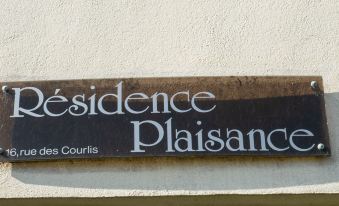 Résidence
Plaisance
16, rue des Courlis